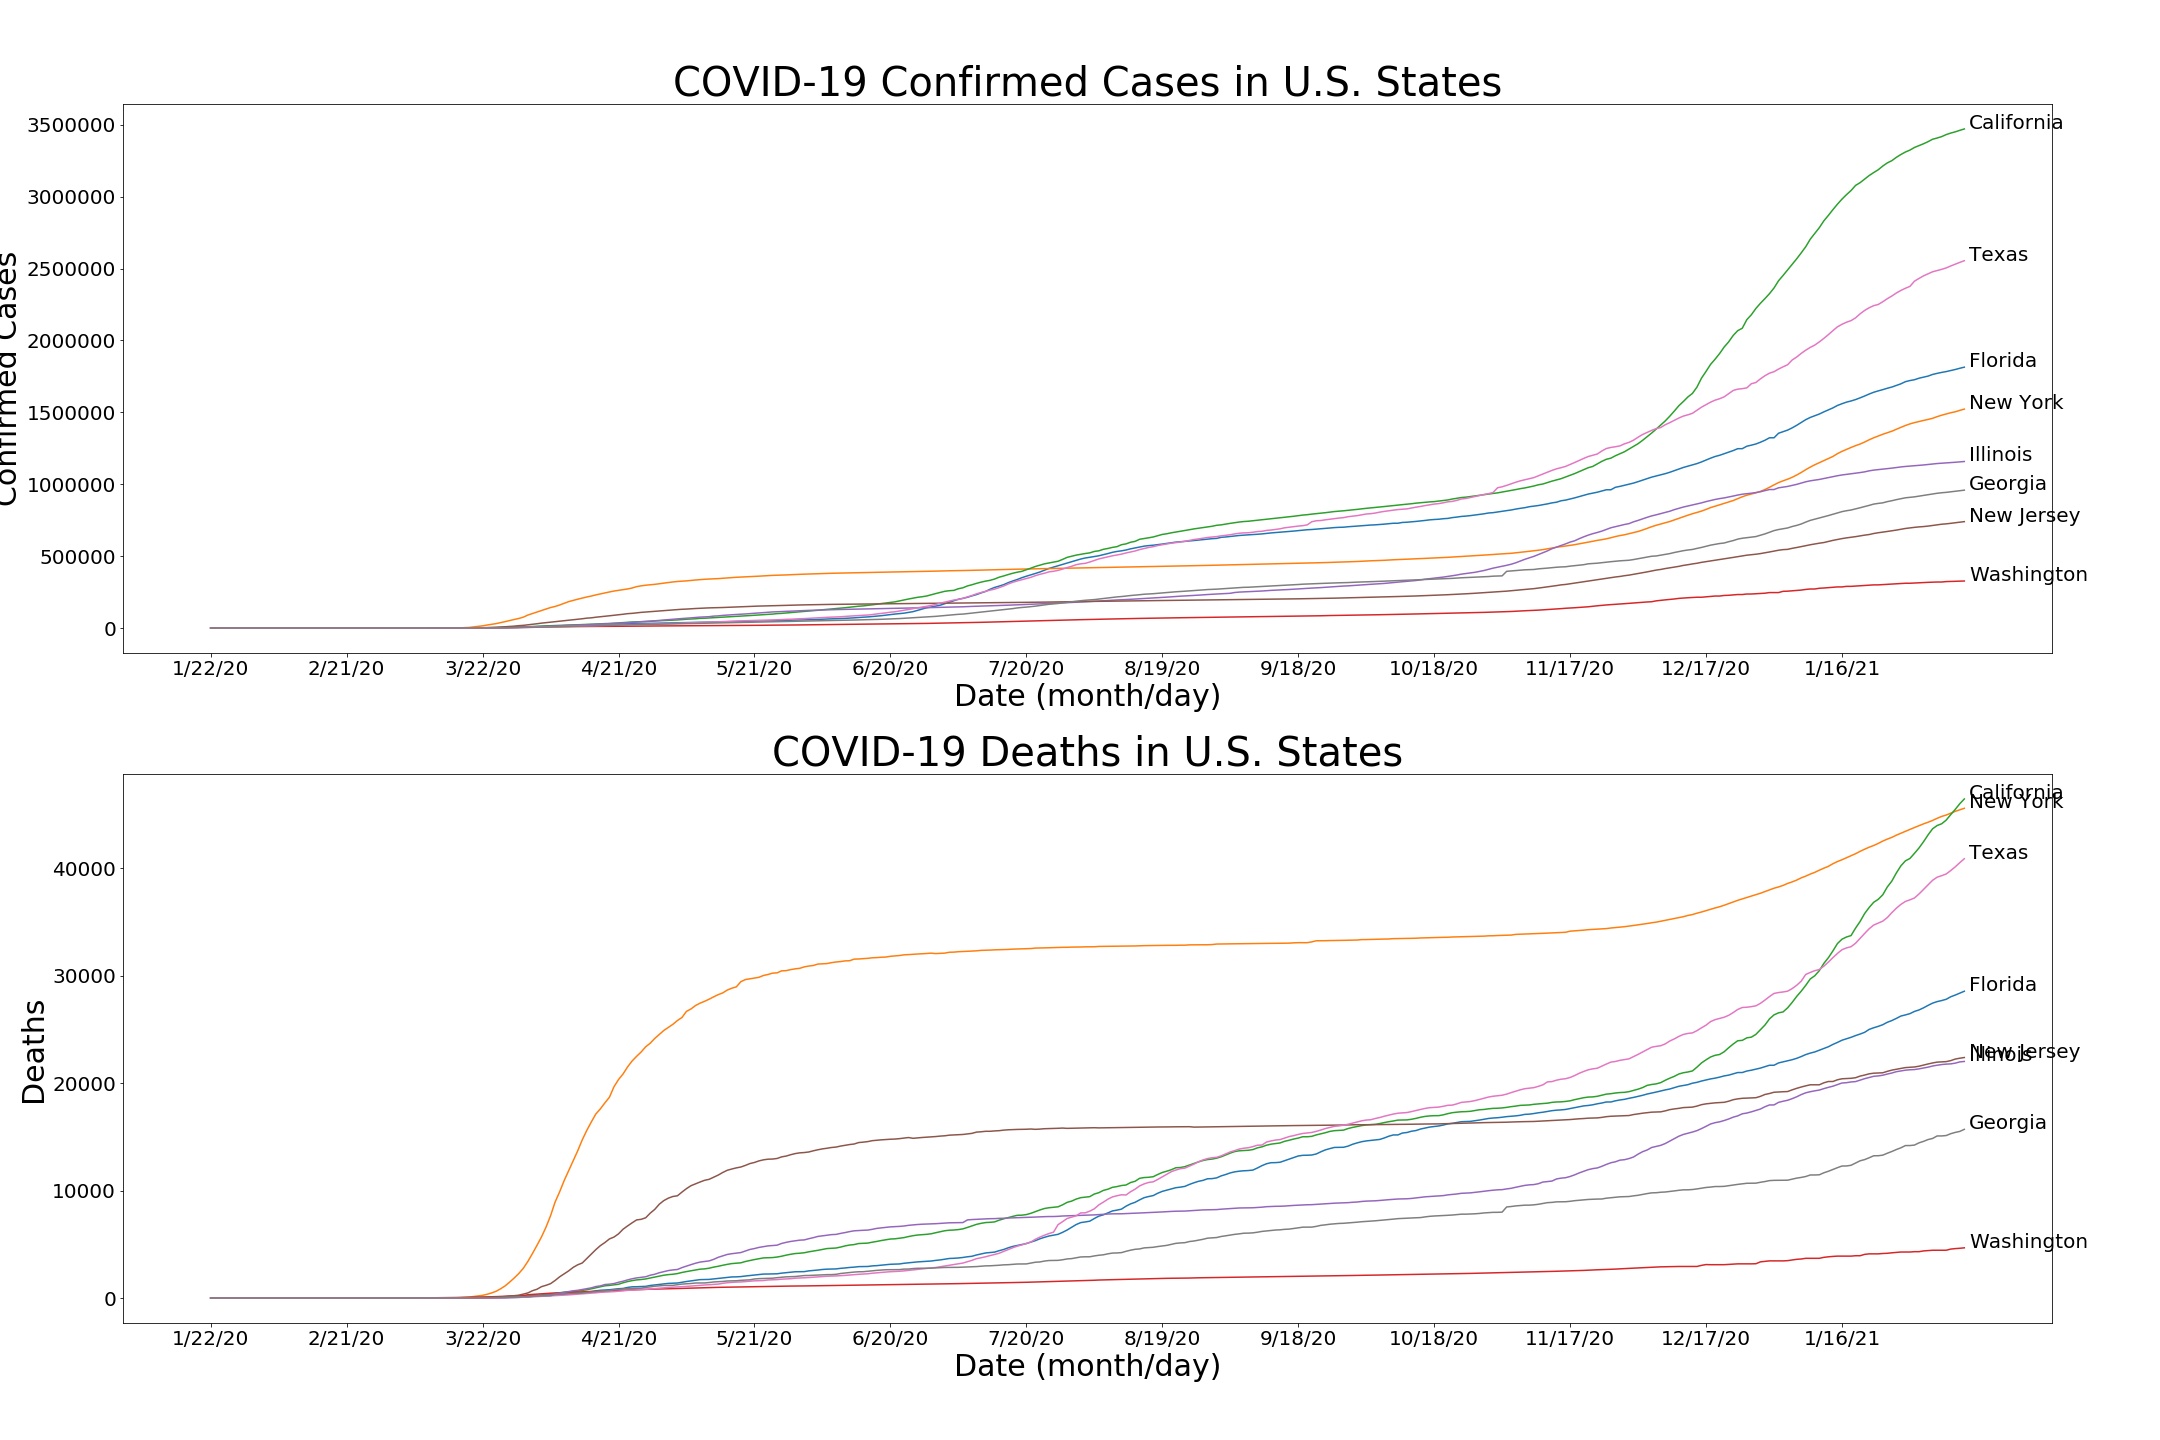 COVID-19 Confirmed Cases in U.S. States
Confirmed Cases
3500000
3000000
2500000
2000000
1500000
1000000
500000
0
California
Texas
Florida
New York
Illinois
Georgia
New Jersey
Washington
1/22/20 2/21/20 3/22/20 4/21/20 5/21/20 6/20/20 7/20/20 8/19/20 9/18/20 10/18/20 11/17/20 12/17/20 1/16/21
Date (month/day)
COVID-19 Deaths in U.S. States
Deaths
40000
30000
20000
10000
0
California
New York
Texas
Florida
New Jersey
Illinois
Georgia
Washington
1/22/20 2/21/20 3/22/20 4/21/20 5/21/20 6/20/20 7/20/20 8/19/20 9/18/20 10/18/20 11/17/20 12/17/20 1/16/21
Date (month/day)